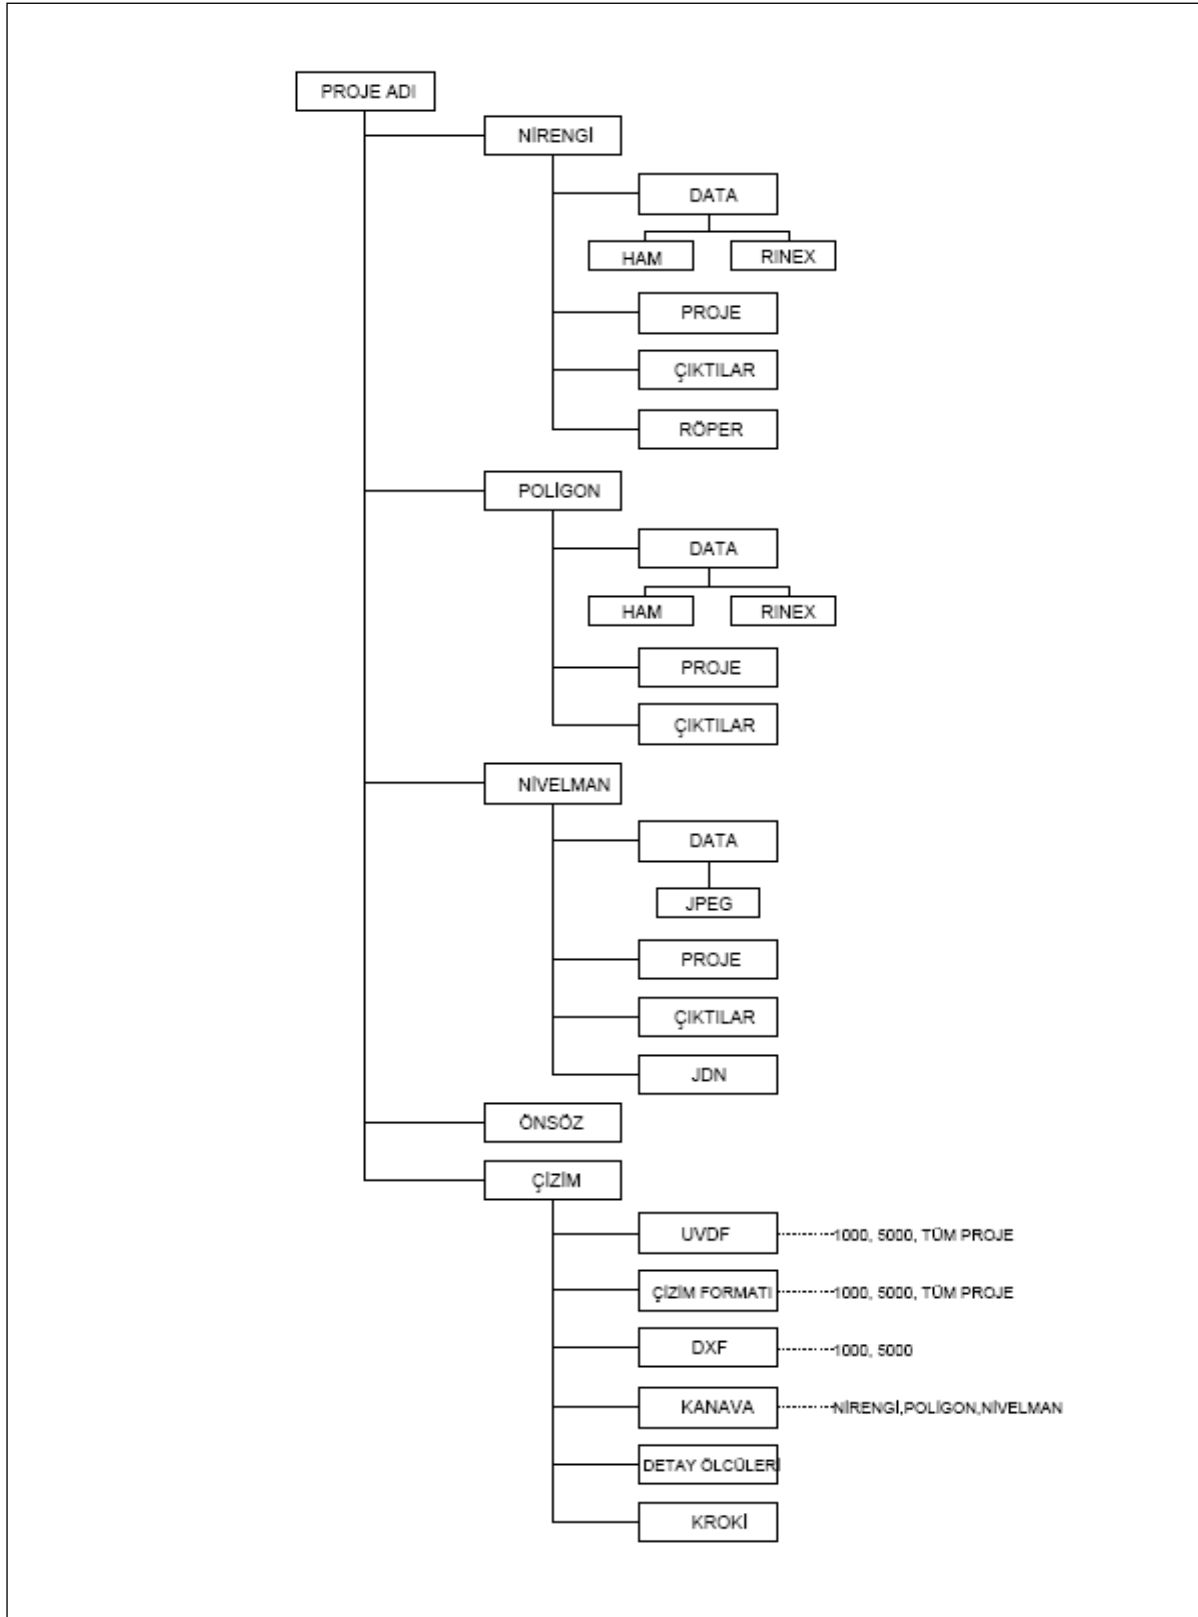 PROJE ADI
NİRENGİ
DATA
HAM
RINEX
PROJE
ÇIKTILAR
RÖPER
POLİGON
DATA
HAM
RINEX
PROJE
ÇIKTILAR
NİVELMAN
DATA
JPEG
PROJE
ÇIKTILAR
JDN
ÖNSÖZ
ÇİZİM
UVDF
1000, 5000, TÜM PROJE
ÇİZİM FORMATI
1000, 5000, TÜM PROJE
DXF
1000, 5000
KANAVA
NİRENGİ,POLİGON,NİVELMAN
DETAY ÖLCÜLERİ
KROKİ